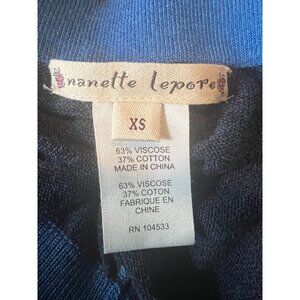 nanette lepore
XS
63% VISCOSE
37% COTTON
MADE IN CHINA
63% VISCOSE
37% COTON
FABRIQUE EN
CHINE
RN 104533